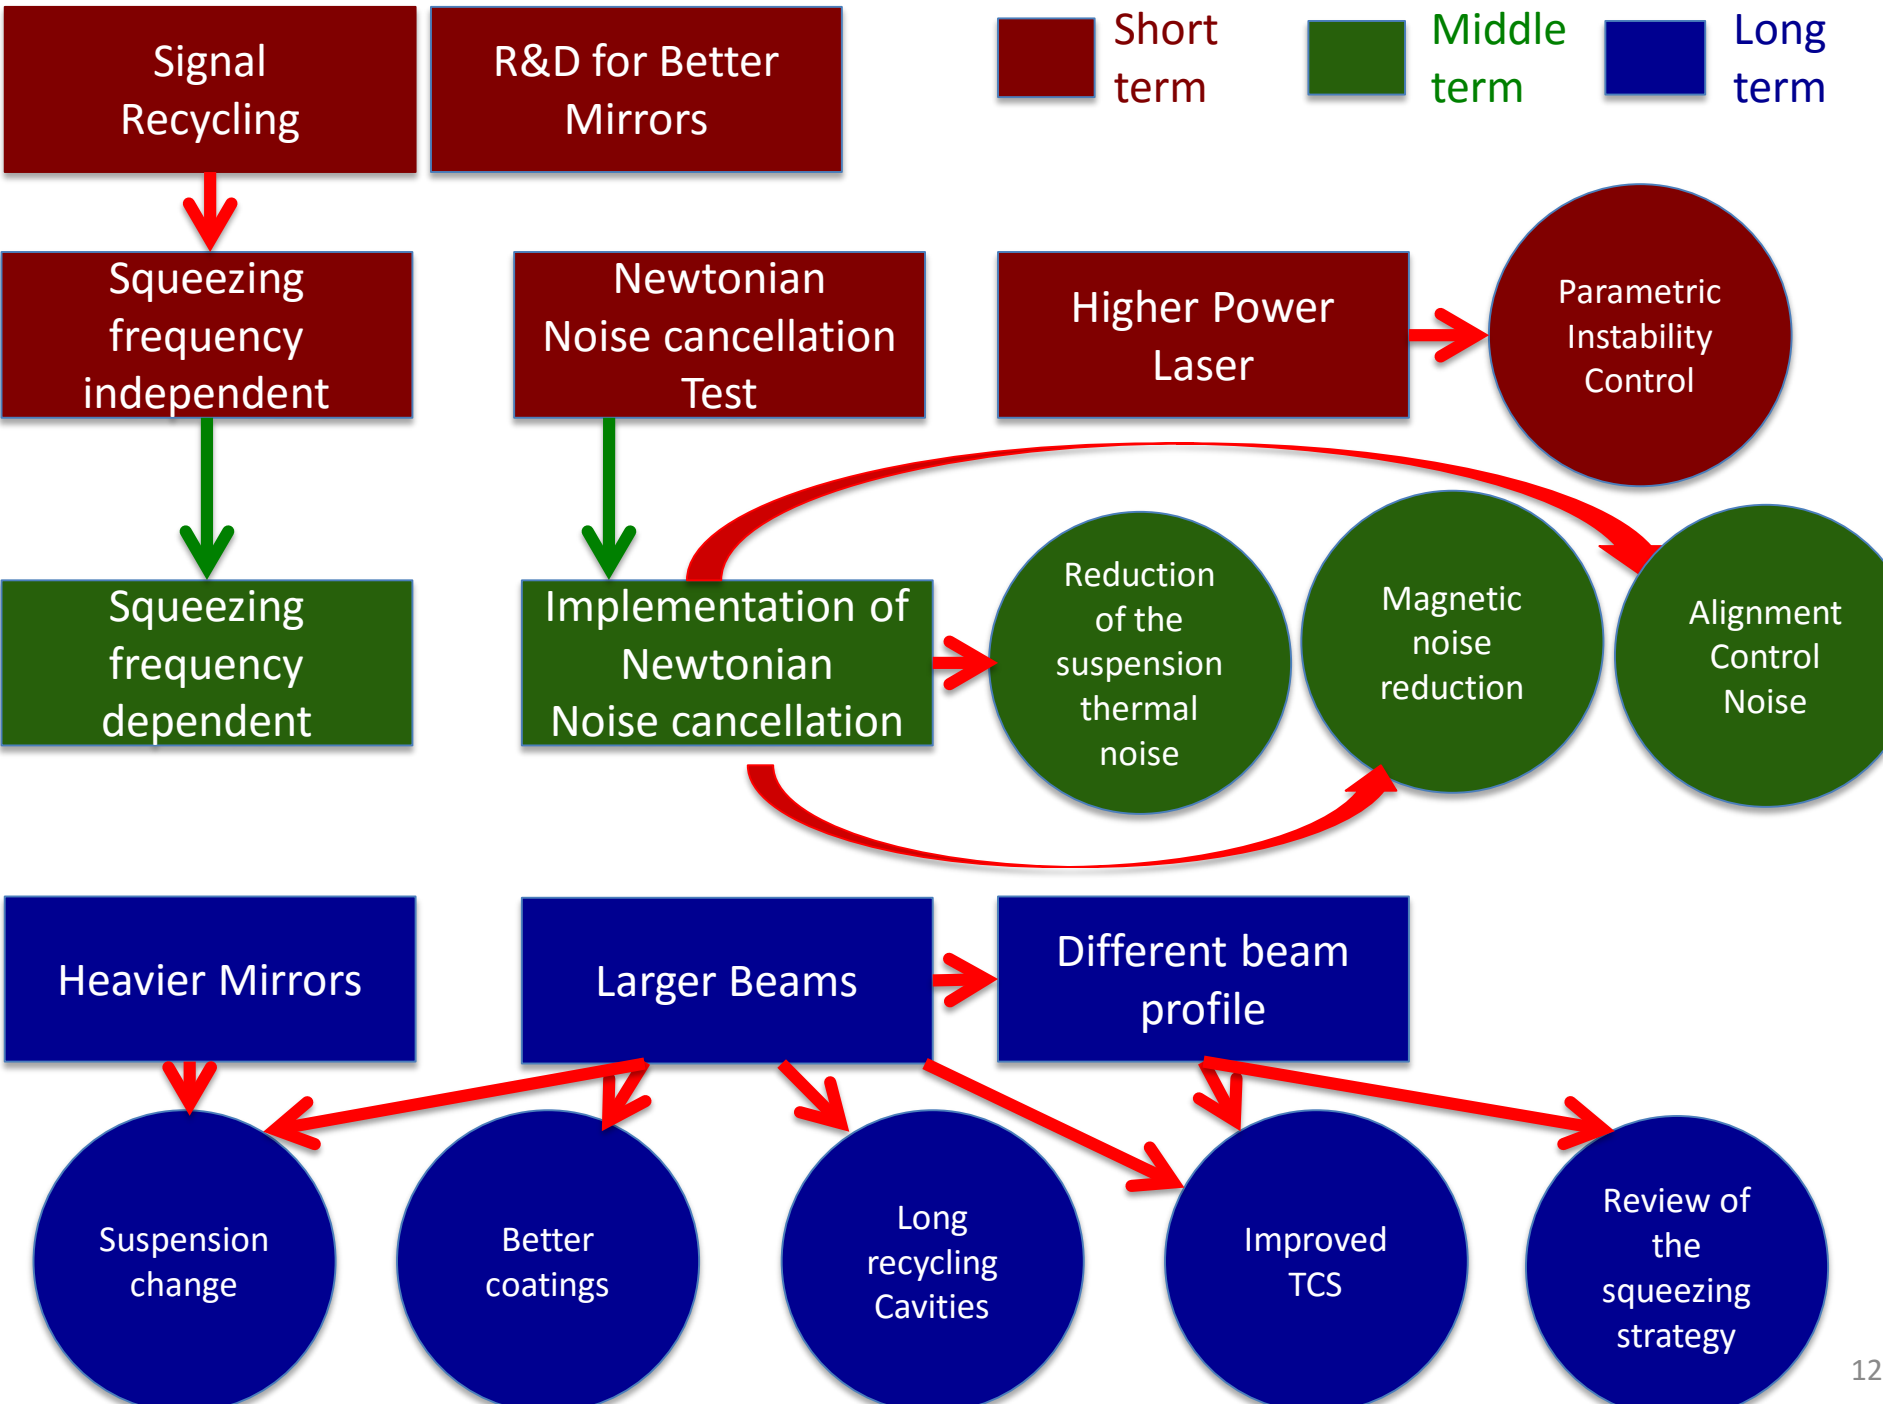 Signal
Recycling
R&D for Better
Mirrors
Short
term
Middle
term
Long
term
Squeezing
frequency
independent
Newtonian
Noise cancellation
Test
Higher Power
Laser
Parametric
Instability
Control
Squeezing
frequency
dependent
Implementation of
Newtonian
Noise cancellation
Reduction
of the
suspension
thermal
noise
Magnetic
noise
reduction
Alignment
Control
Noise
Heavier Mirrors
Larger Beams
Different beam
profile
Suspension
change
Better
coatings
Long
recycling
Cavities
Improved
TCS
Review of
the
squeezing
strategy
12